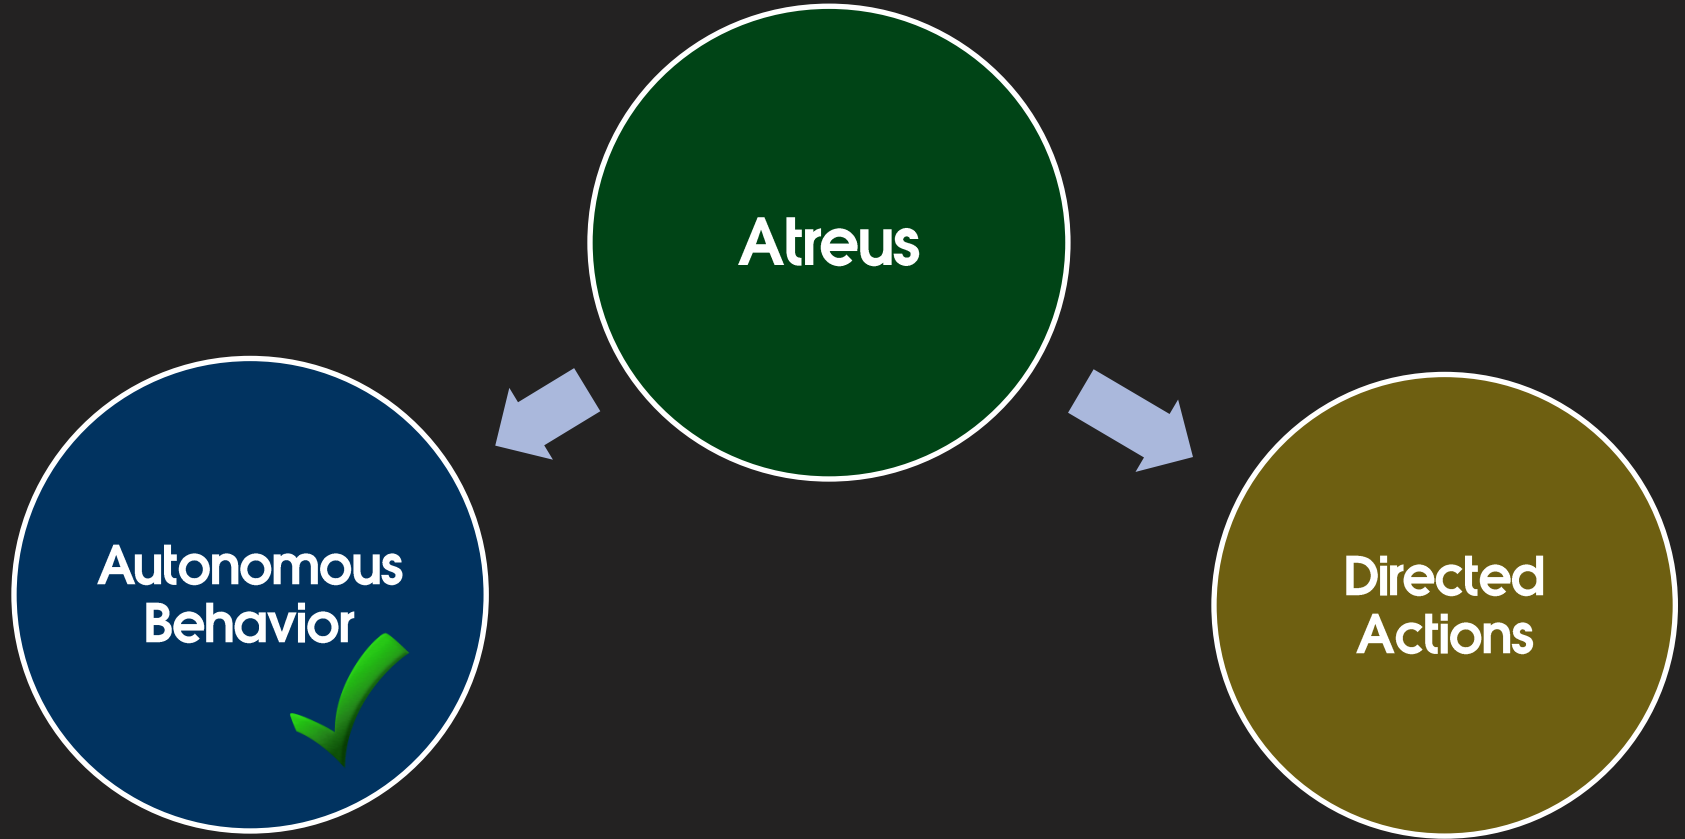 Atreus
Autonomous
Behavior
Directed
Actions